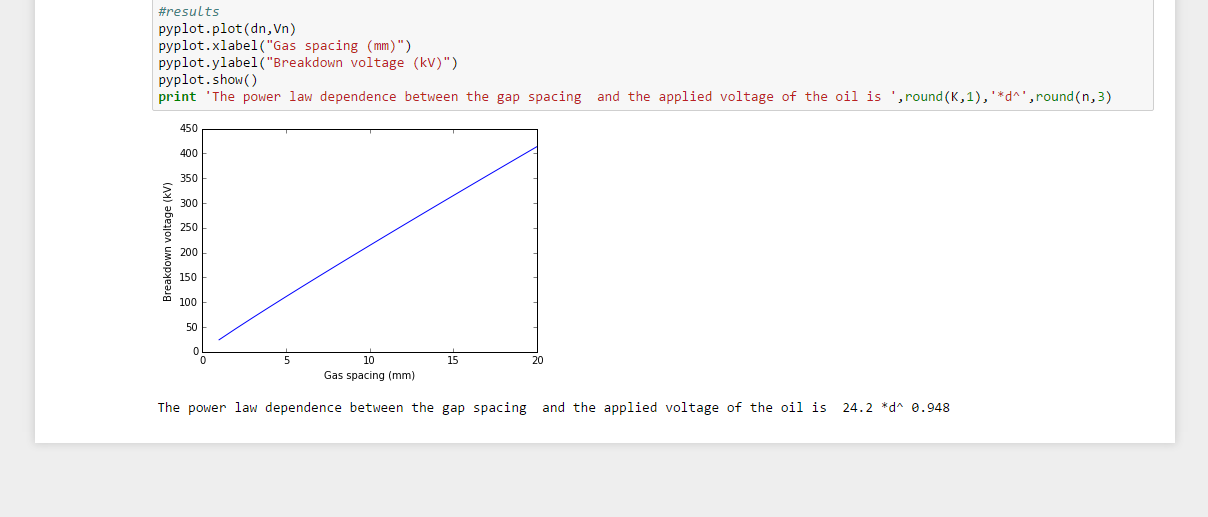 #results
pyplot.plot(dn,Vn)
pyplot.xlabel("Gas spacing (mm)")
pyplot.ylabel("Breakdown voltage (kV)")
pyplot.show()
print 'The power law dependence between the gap spacing  and the applied voltage of the oil is ',round(K,1),'*d^',round(n,3)
450
400
350
300
250
200
150
100
50
0
Breakdown voltage (kV)
0 5 10 15 20
Gas spacing (mm)
The power law dependence between the gap spacing  and the applied voltage of the oil is  24.2 *d^ 0.948